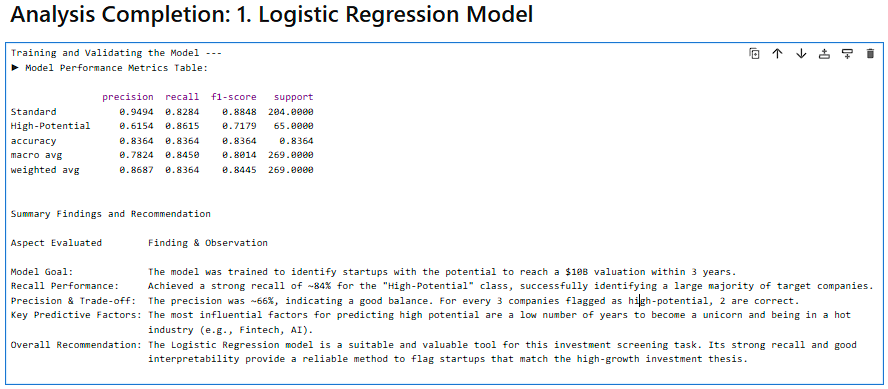 Analysis Completion: 1. Logistic Regression Model
Training and Validating the Model ---
► Model Performance Metrics Table:
precision recall f1-score support
Standard 0.9494 0.8284 0.8848 204.0000
High-Potential 0.6154 0.8615 0.7179 65.0000
accuracy 0.8364 0.8364 0.8364 0.8364
macro avg 0.7824 0.8450 0.8014 269.0000
weighted avg 0.8687 0.8364 0.8445 269.0000
Summary Findings and Recommendation
Aspect Evaluated Finding & Observation
Model Goal: The model was trained to identify startups with the potential to reach a $10B valuation within 3 years.
Recall Performance: Achieved a strong recall of ~84% for the "High-Potential" class, successfully identifying a large majority of target companies.
Precision & Trade-off: The precision was ~66%, indicating a good balance. For every 3 companies flagged as high-potential, 2 are correct.
Key Predictive Factors: The most influential factors for predicting high potential are a low number of years to become a unicorn and being in a hot
industry (e.g., Fintech, AI).
Overall Recommendation: The Logistic Regression model is a suitable and valuable tool for this investment screening task. Its strong recall and good
interpretability provide a reliable method to flag startups that match the high-growth investment thesis.